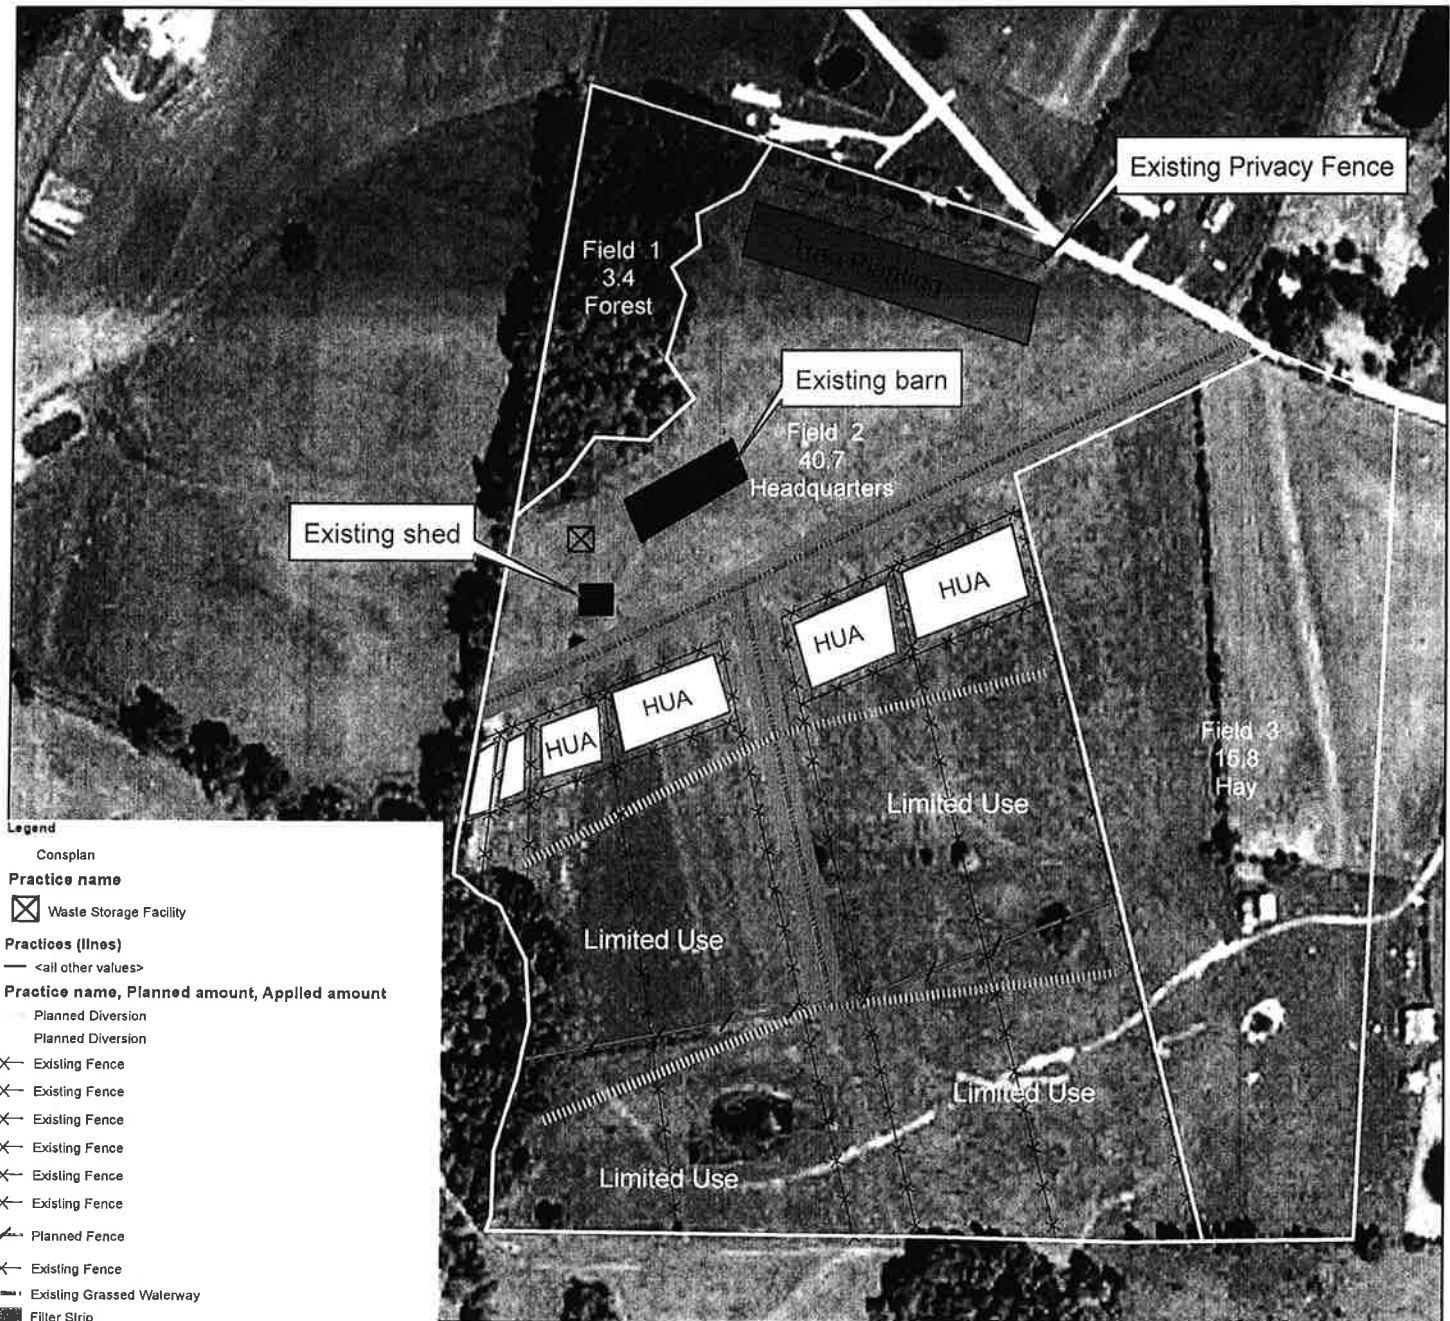 Existing Privacy Fence
Field 1
3.4
Forest
Tree Planting
Existing barn
Field 2
40.7
Headquarters
Existing shed
HUA
HUA
HUA
HUA
Field 3
16.8
Hay
Limited Use
Limited Use
Limited Use
Limited Use
Legend
Consplan
Practice name
Waste Storage Facility
Practices (lines)
<all other values>
Practice name, Planned amount, Applied amount
Planned Diversion
Planned Diversion
Existing Fence
Existing Fence
Existing Fence
Existing Fence
Existing Fence
Existing Fence
Planned Fence
Existing Fence
Existing Grassed Waterway
Filter Strip